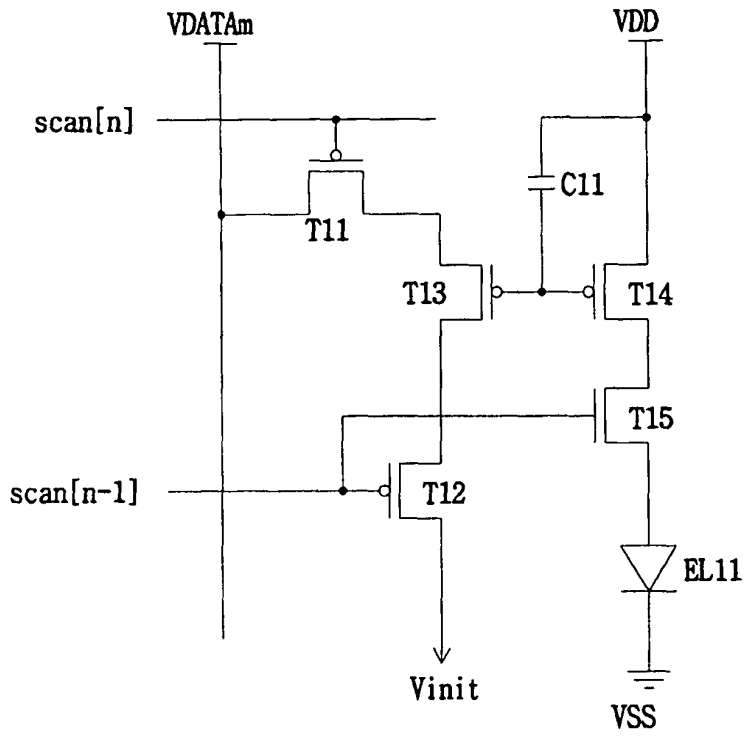 VDATAm
VDD
scan[n]
C11
T11
T13
T14
T15
scan[n-1]
T12
EL11
Vinit
VSS